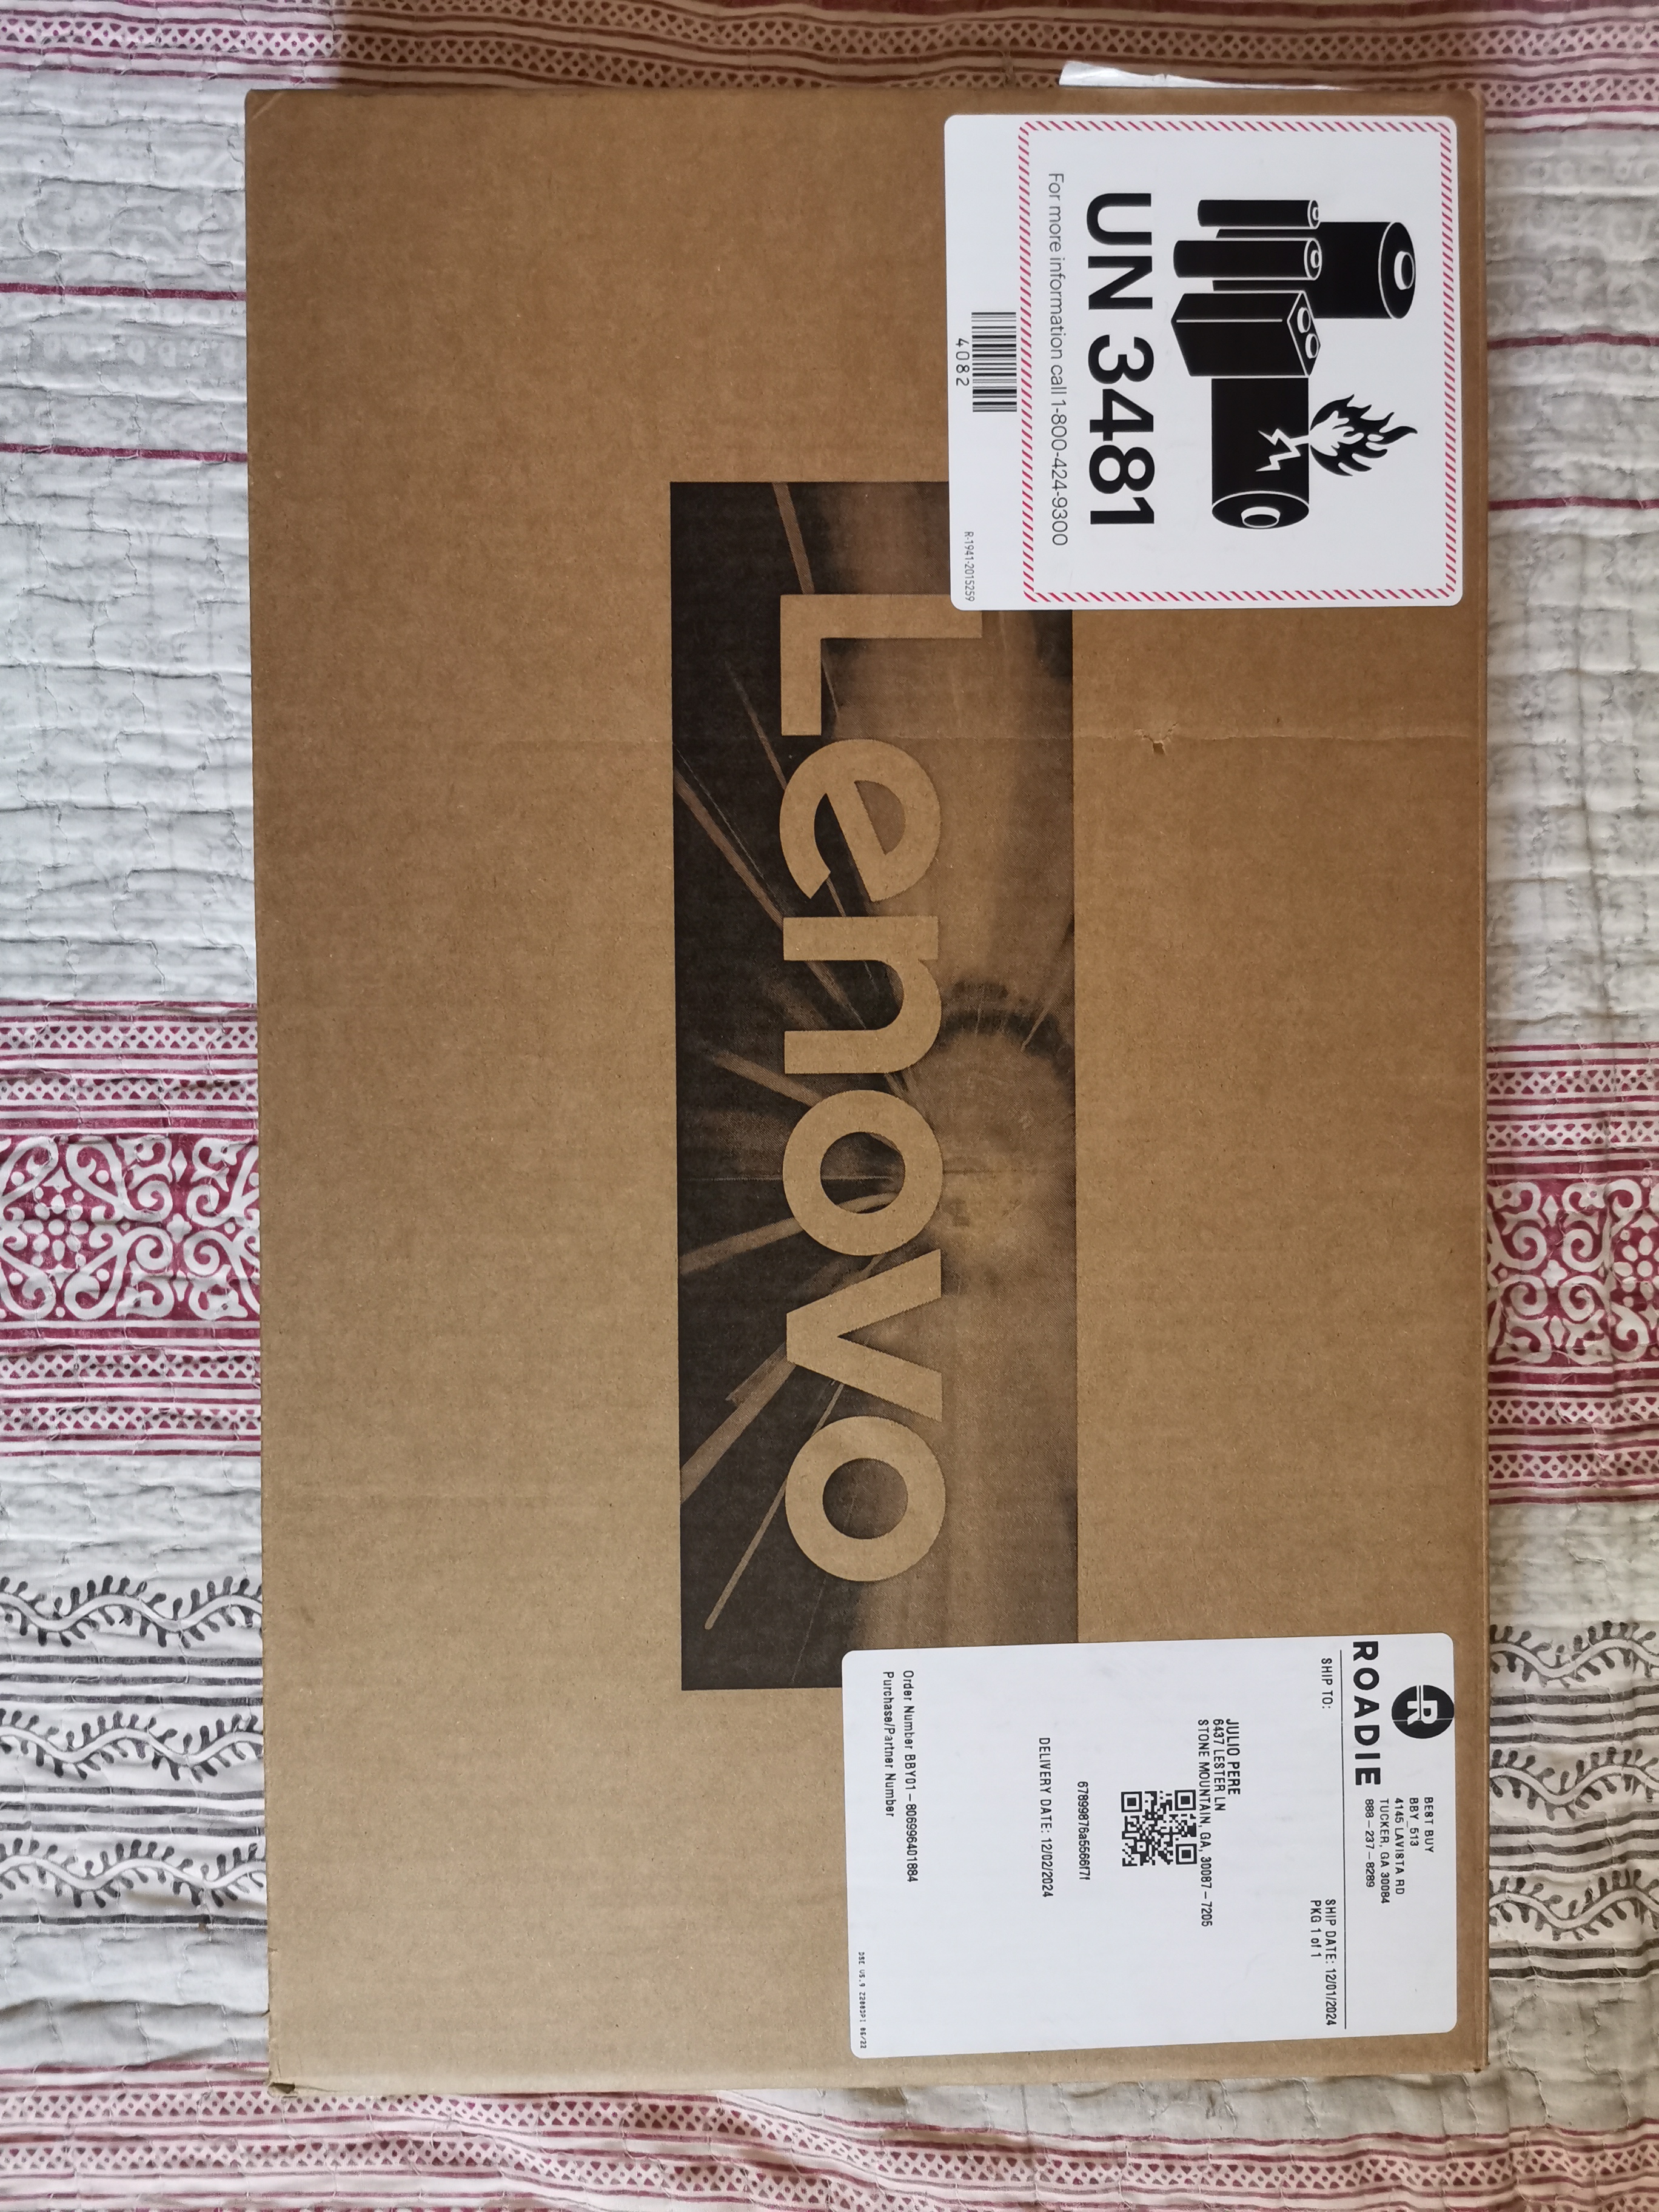 UN 3481
For more information call 1-800-424-9300
4082
R-1941-2015259
Lenovo
R
ROADIE
BEST BUY
BBY_513
4145 LAVISTA RD
TUCKER, GA 30084
888-237-8289
SHIP TO:
SHIP DATE: 12/01/2024
PKG 1 of 1
JULIO PERE
6437 LESTER LN
STONE MOUNTAIN, GA, 30087-7205
67899876a5566f7f
DELIVERY DATE: 12/02/2024
Order Number BBY01-806996401884
Purchase/Partner Number